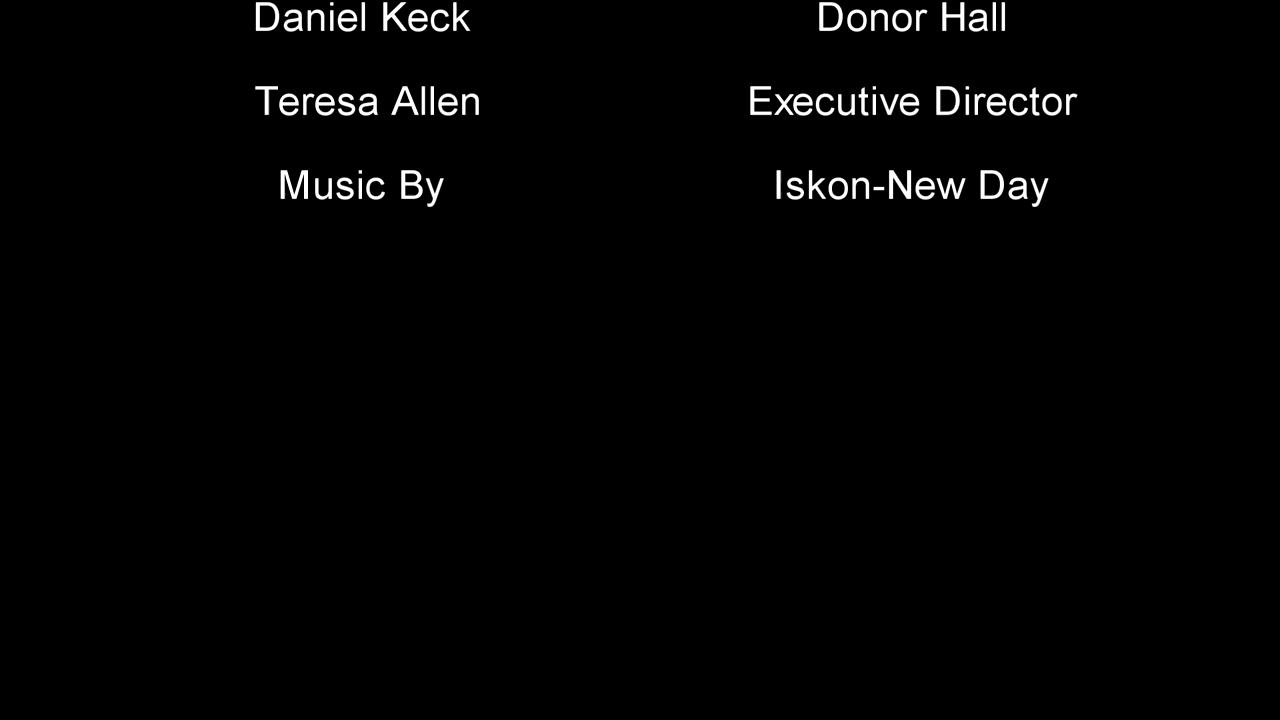 Daniel Keck Donor Hall
Teresa Allen Executive Director
Music By Iskon-New Day